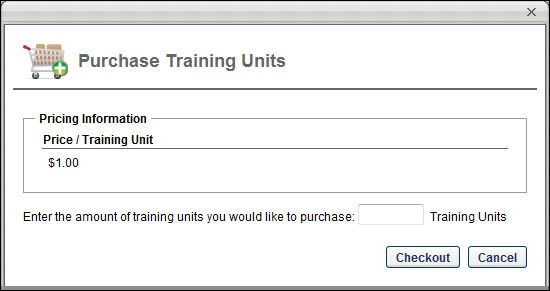 Purchase Training Units
Pricing Information
Price / Training Unit
$1.00
Enter the amount of training units you would like to purchase: Training Units
Checkout Cancel